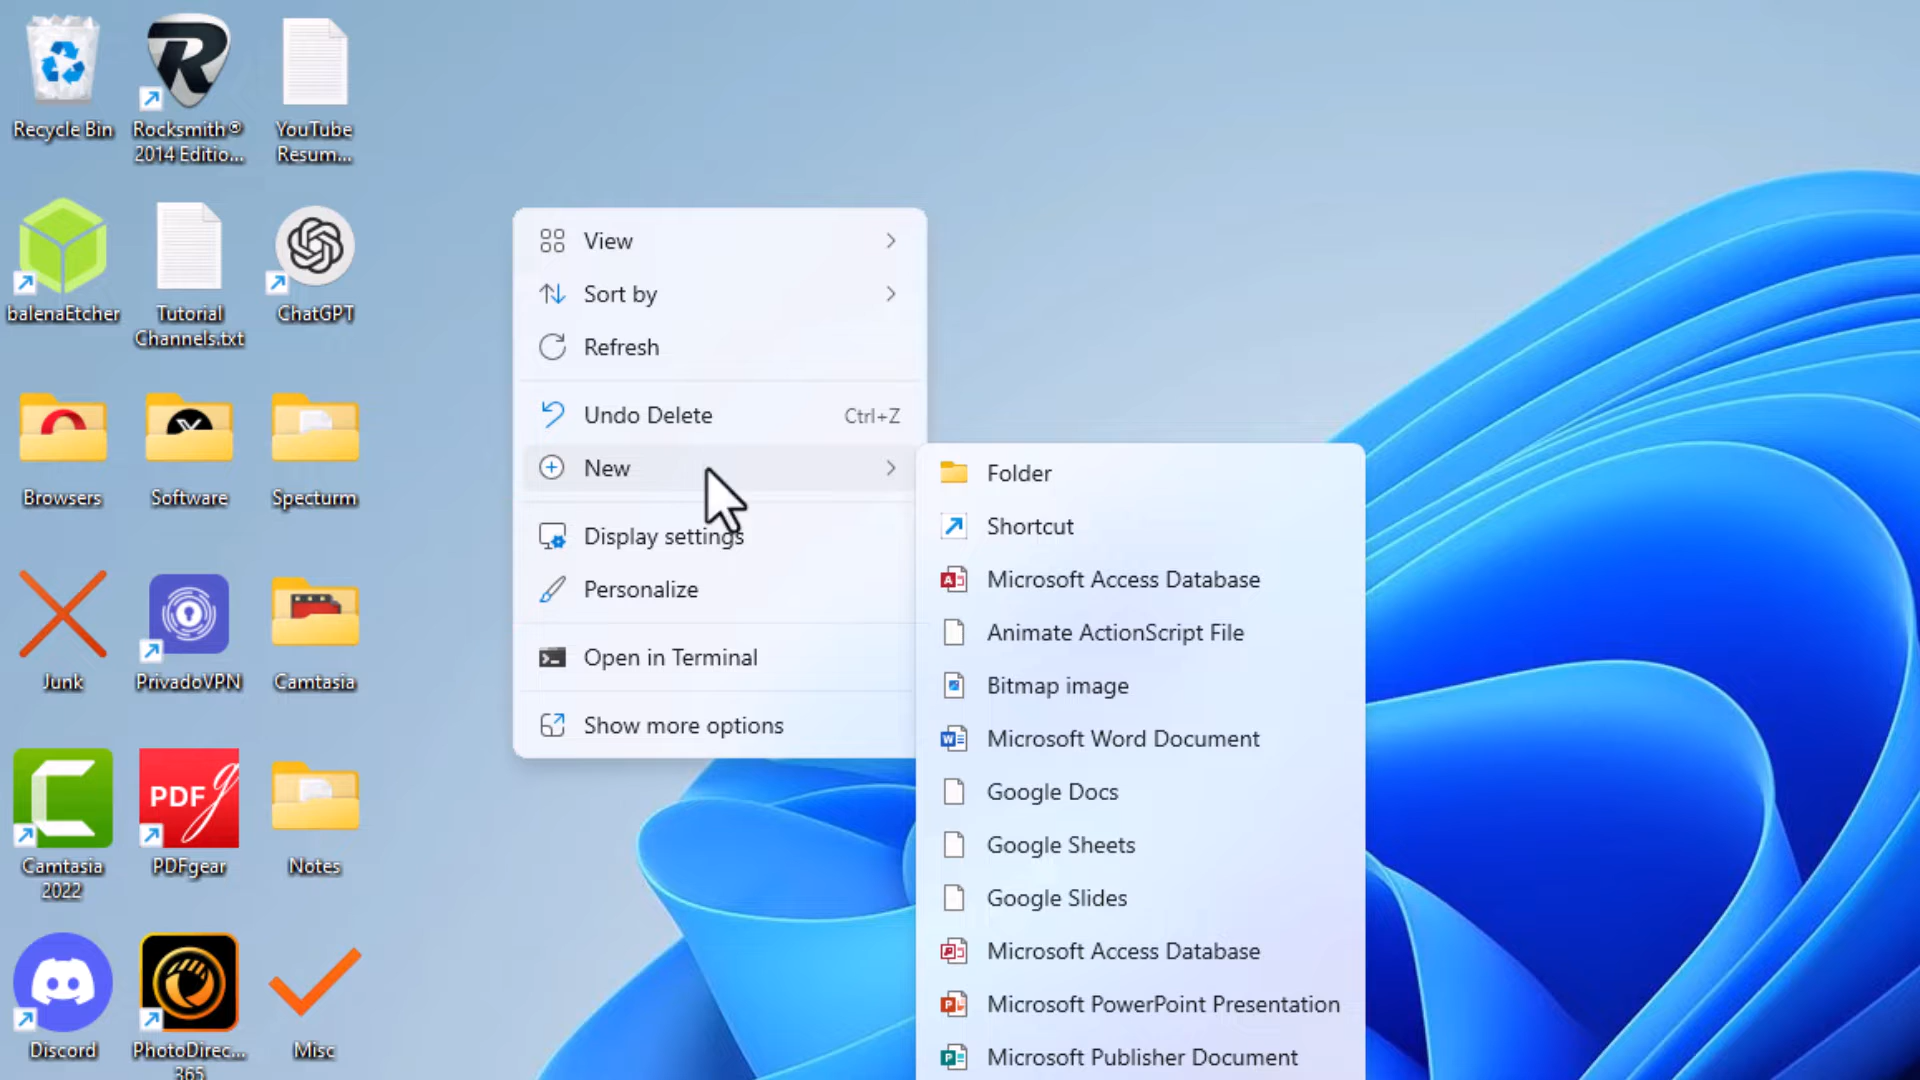 Recycle Bin
Rocksmith®
2014 Editio...
YouTube
Resum...
balenaEtcher
Tutorial
Channels.txt
ChatGPT
Browsers
Software
Specturm
Junk
PrivadoVPN
Camtasia
Camtasia
2022
PDF
PDFgear
Notes
Discord
PhotoDirec...
365
Misc
View
Sort by
Refresh
Undo Delete Ctrl+Z
New
Display settings
Personalize
Open in Terminal
Show more options
Folder
Shortcut
Microsoft Access Database
Animate ActionScript File
Bitmap image
Microsoft Word Document
Google Docs
Google Sheets
Google Slides
Microsoft Access Database
Microsoft PowerPoint Presentation
Microsoft Publisher Document